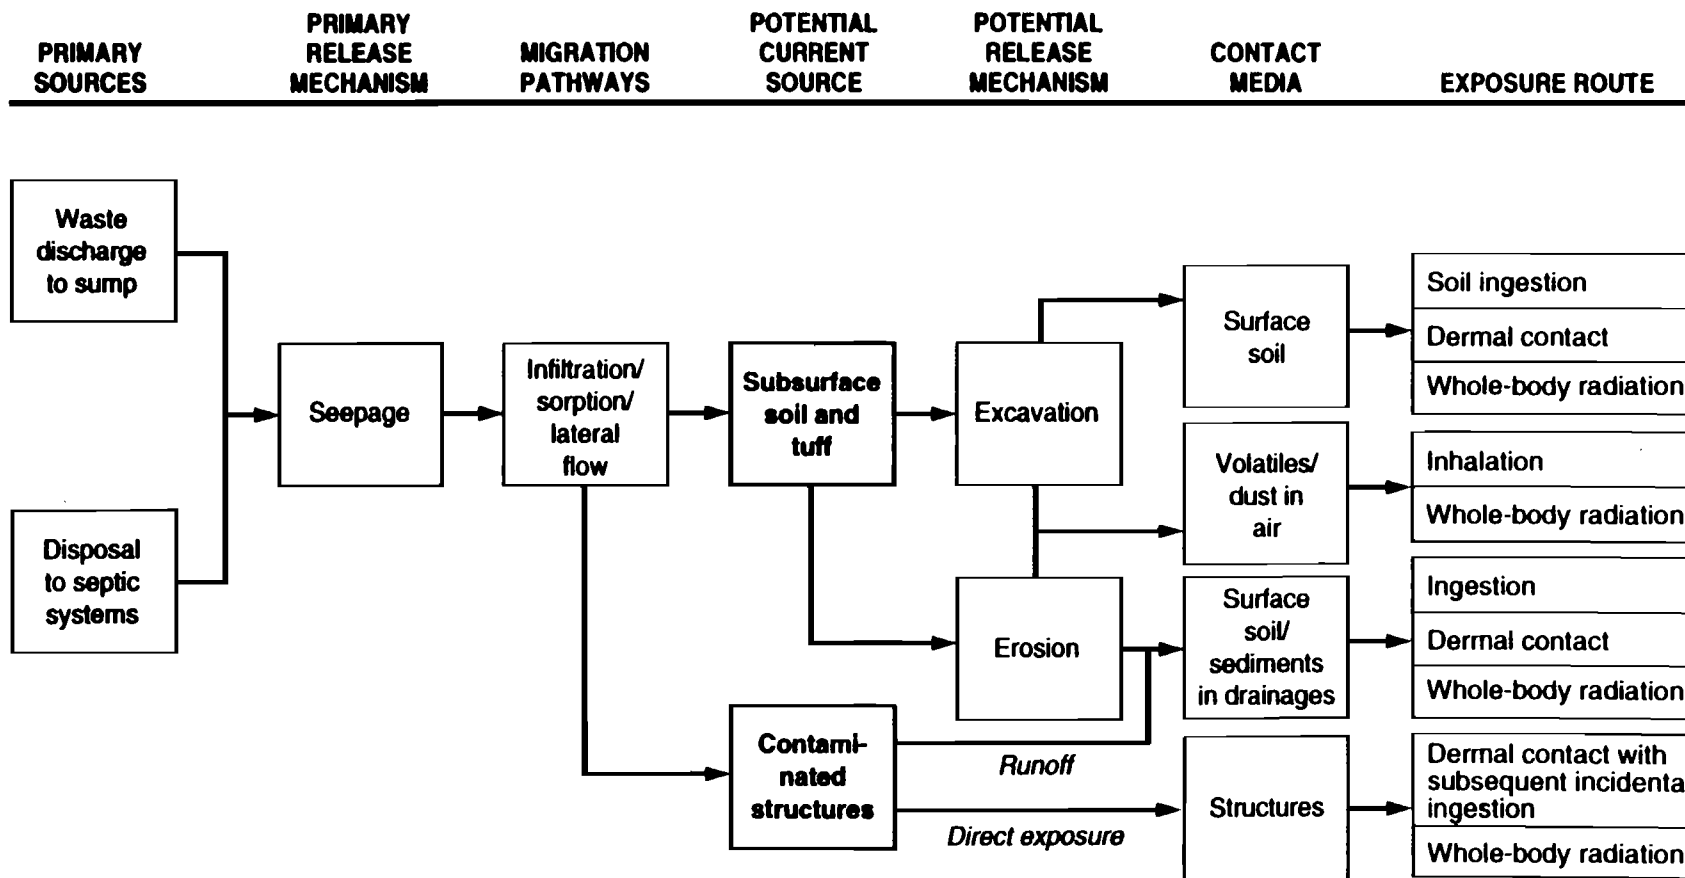 PRIMARY
SOURCES
PRIMARY
RELEASE
MECHANISM
MIGRATION
PATHWAYS
POTENTIAL
CURRENT
SOURCE
POTENTIAL
RELEASE
MECHANISM
CONTACT
MEDIA
EXPOSURE ROUTE
Waste
discharge
to sump
Disposal
to septic
systems
Seepage
Infiltration/
sorption/
lateral
flow
Subsurface
soil and
tuff
Contami-
nated
structures
Excavation
Erosion
Runoff
Direct exposure
Surface
soil
Volatiles/
dust in
air
Surface
soil/
sediments
in drainages
Structures
Soil ingestion
Dermal contact
Whole-body radiation
Inhalation
Whole-body radiation
Ingestion
Dermal contact
Whole-body radiation
Dermal contact with
subsequent incidenta
ingestion
Whole-body radiation